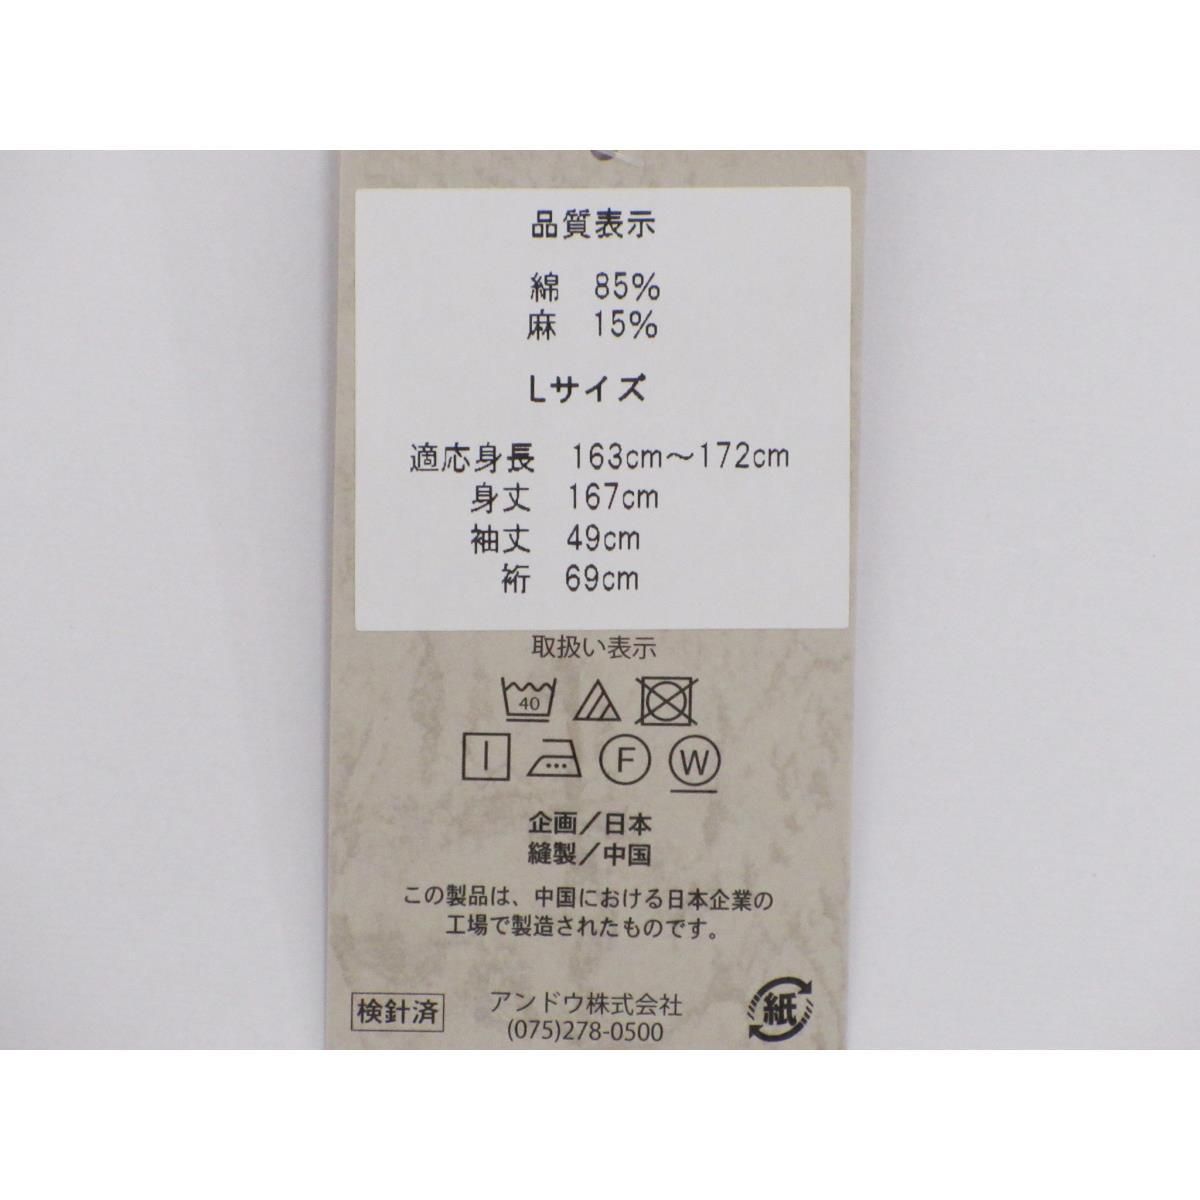 品質表示
綿 85%
麻 15%
Lサイズ
適応身長 163cm～172cm
身丈 167cm
袖丈 49cm
裄 69cm
取扱い表示
40
F W
企画／日本
縫製／中国
この製品は、中国における日本企業の
工場で製造されたものです。
検針済
アンドウ株式会社
(075)278-0500
紙